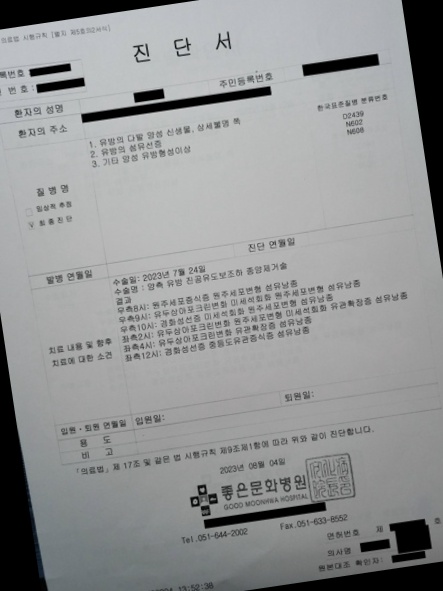 의료법 시행규칙 [별지 제5호의2서식]
진 단 서
록번호
번 호 :
주민등록번호
환자의 성명
환자의 주소
한국표준질병 분류번호
1. 유방의 다발 양성 신생물, 상세불명 쪽 D2439
2. 유방의 섬유선증 N602
3. 기타 양성 유방형성이상 N608
질 병 명
임상적 추정
최 종 진 단
발병 연월일
진단 연월일
수술일: 2023년 7월 24일
수술명 : 양측 유방 진공유도보조하 종양제거술
결과
우측8시: 원주세포증식증 원주세포변형 섬유낭종
우측9시: 유두상아포크린변화 미세석회화 원주세포변형 섬유낭종
우측10시: 경화성선증 미세석회화 원주세포변형 섬유낭종
좌측2시: 유두상아포크린변화 원주세포변형 미세석회화 유관확장증 섬유낭종
좌측4시: 유두상아포크린변화 유관확장증 섬유낭종
좌측12시: 경화성선증 중등도유관증식증 섬유낭종
치료 내용 및 향후
치료에 대한 소견
입원 · 퇴원 연월일 입원일: 퇴원일:
용 도
비 고
「의료법」 제17조 및 같은 법 시행규칙 제9조제1항에 따라 위와 같이 진단합니다.
2023년 08월 04일
좋은문화병원
GOOD MOONHWA HOSPITAL
Tel.051-644-2002 Fax.051-633-8552
면허번호 제 호
의사명
원본대조 확인자:
13:52:38